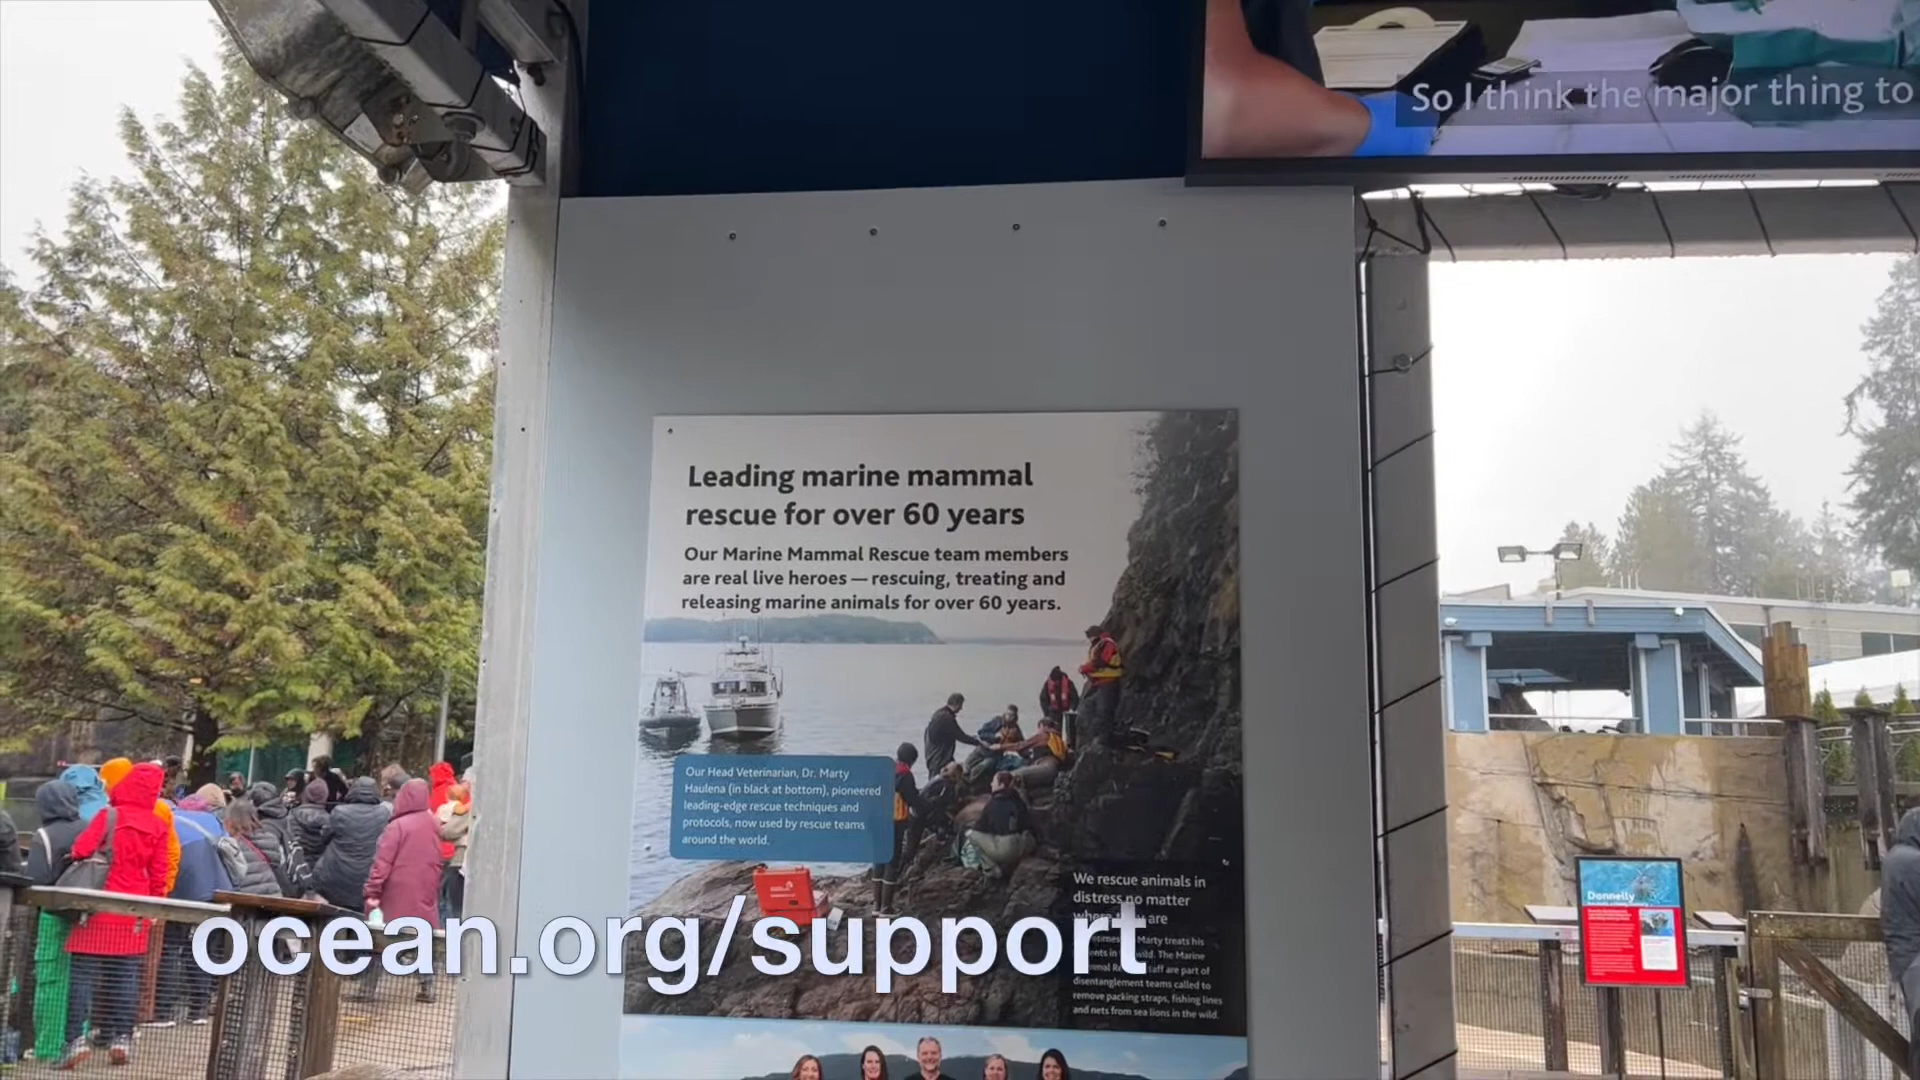 So I think the major thing to
Leading marine mammal
rescue for over 60 years
Our Marine Mammal Rescue team members
are real live heroes — rescuing, treating and
releasing marine animals for over 60 years.
Our Head Veterinarian, Dr. Marty
Haulena (in black at bottom), pioneered
leading-edge rescue techniques and
protocols, now used by rescue teams
around the world.
We rescue animals in
distress no matter
where they are
Marty treats his
in wild. The Marine
staff are part of
disentanglement teams called to
remove packing straps, fishing lines
and nets from sea lions in the wild.
ocean.org/support
Donnelly